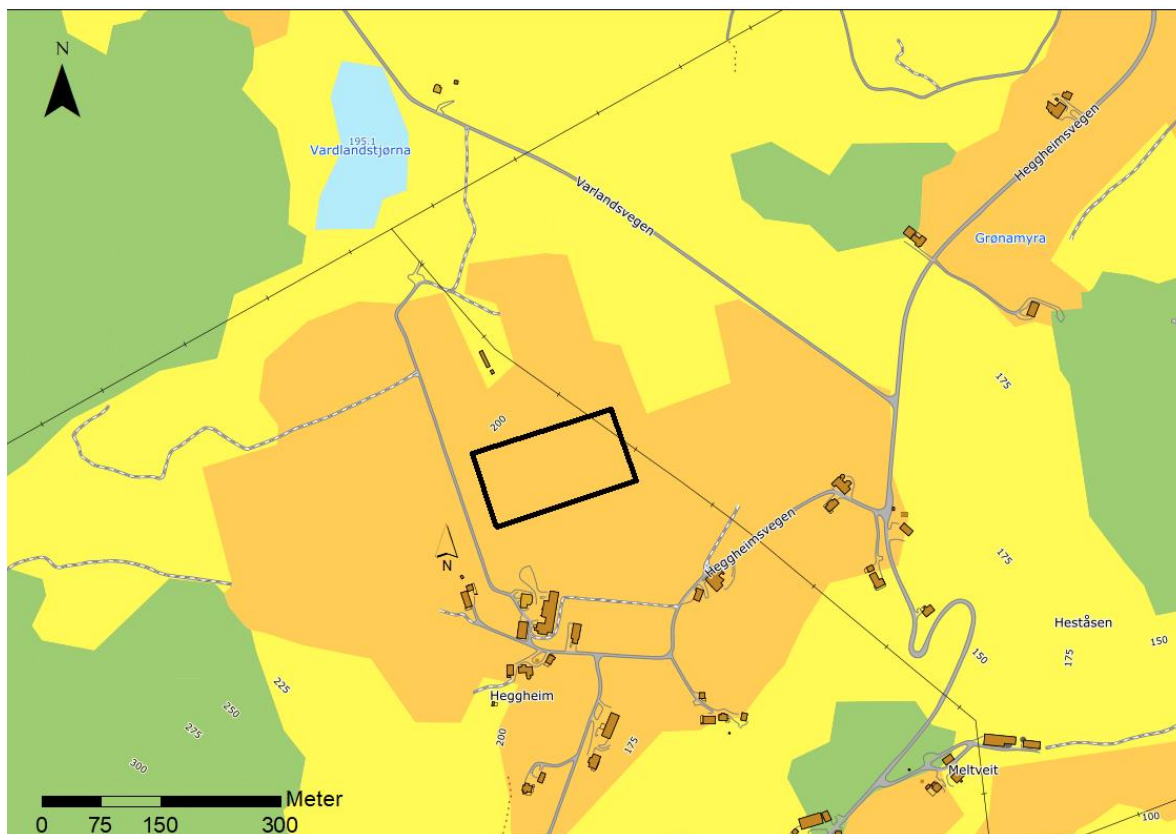 N
195.1
Vardlandstjørna
Varlandsvegen
Heggheimsvegen
Grønamyra
175
200
Heggheimsvegen
N
175
Heståsen
150
175
150
Heggheim
225
250
275
300
200
175
Meltveit
100
Meter
0 75 150 300